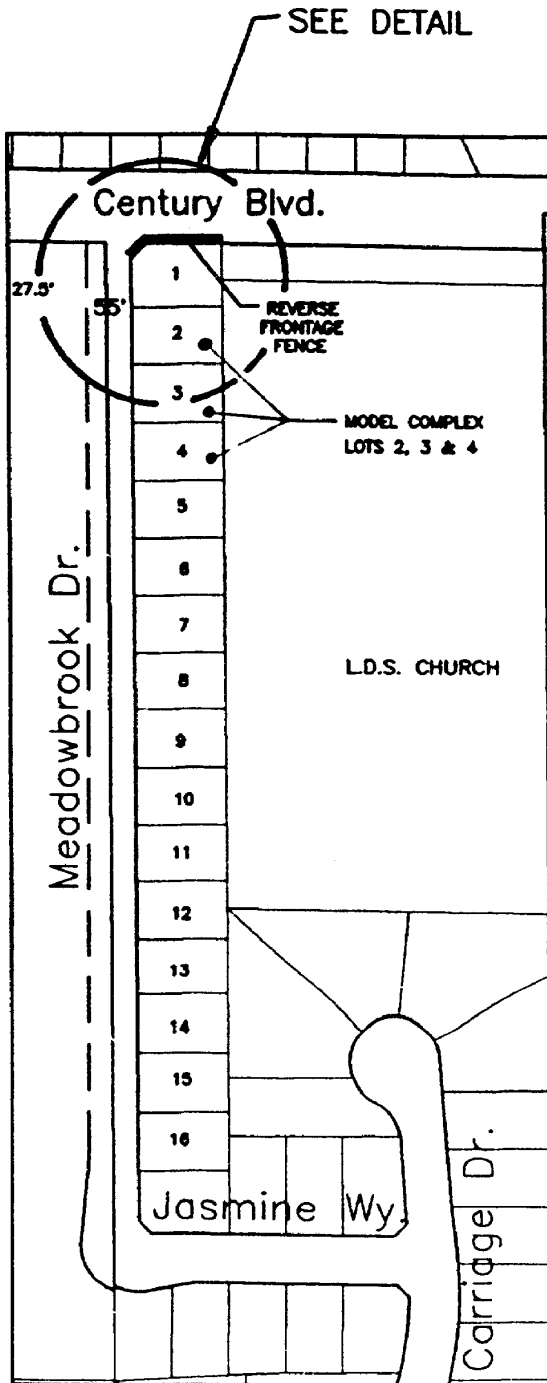 SEE DETAIL
Century Blvd.
27.5'
55'
1
REVERSE
FRONTAGE
FENCE
2
3
MODEL COMPLEX
LOTS 2, 3 & 4
4
5
6
7
8
9
10
11
12
13
14
15
16
Meadowbrook Dr.
L.D.S. CHURCH
Jasmine Wy.
Carriage Dr.